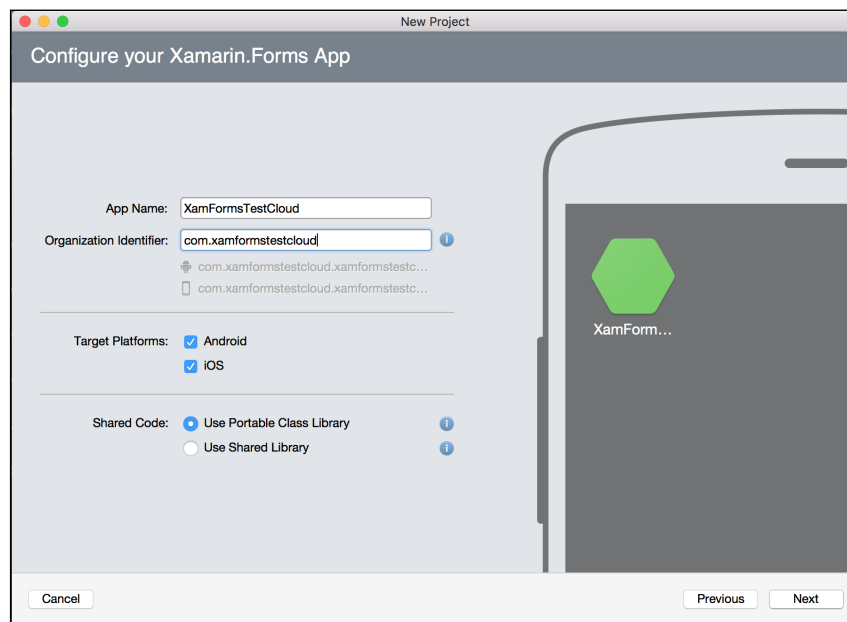 New Project
Configure your Xamarin.Forms App
App Name: XamFormsTestCloud
Organization Identifier: com.xamformstestcloud
com.xamformstestcloud.xamformstestc...
com.xamformstestcloud.xamformstestc...
XamForm...
Target Platforms: Android
iOS
Shared Code: Use Portable Class Library
Use Shared Library
Cancel Previous Next